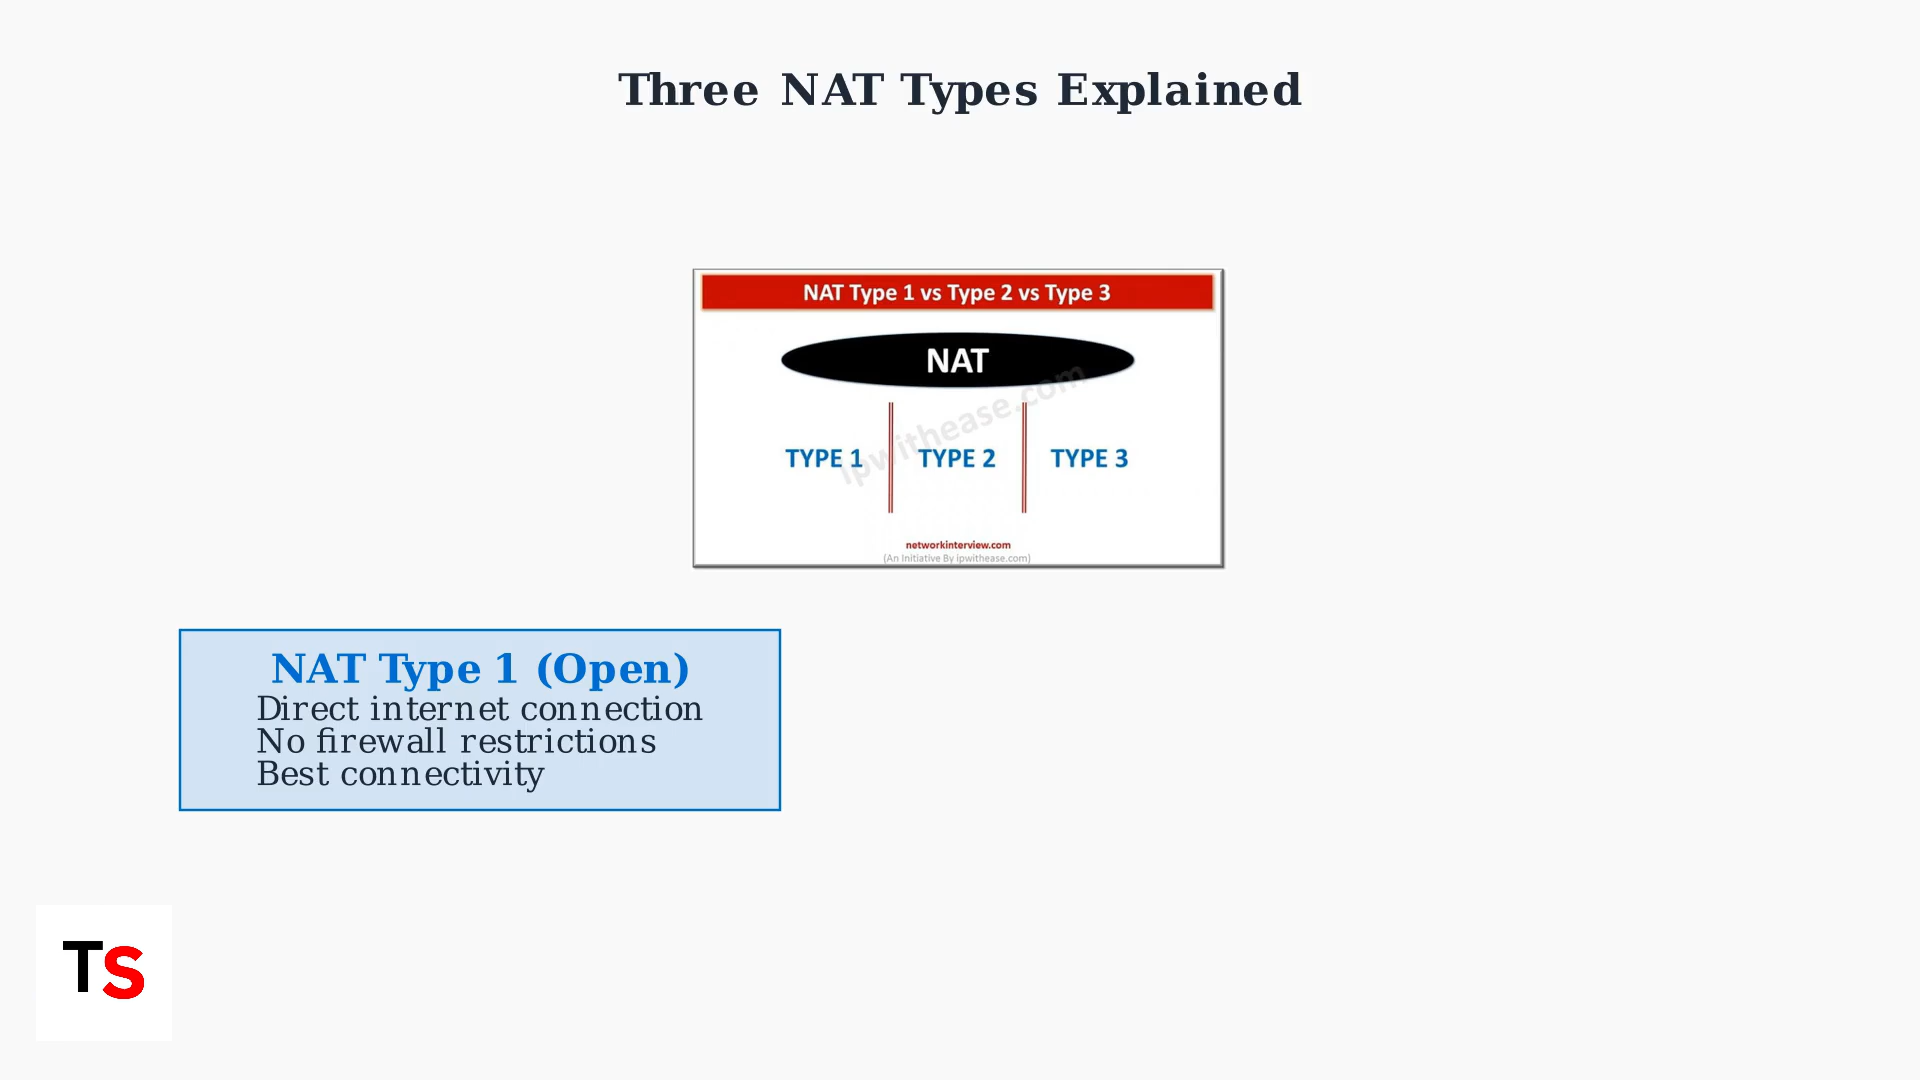 Three NAT Types Explained
NAT Type 1 vs Type 2 vs Type 3
NAT
ipwithease.com
TYPE 1
TYPE 2
TYPE 3
networkinterview.com
(An Initiative By ipwithease.com)
NAT Type 1 (Open)
Direct internet connection
No firewall restrictions
Best connectivity
TS